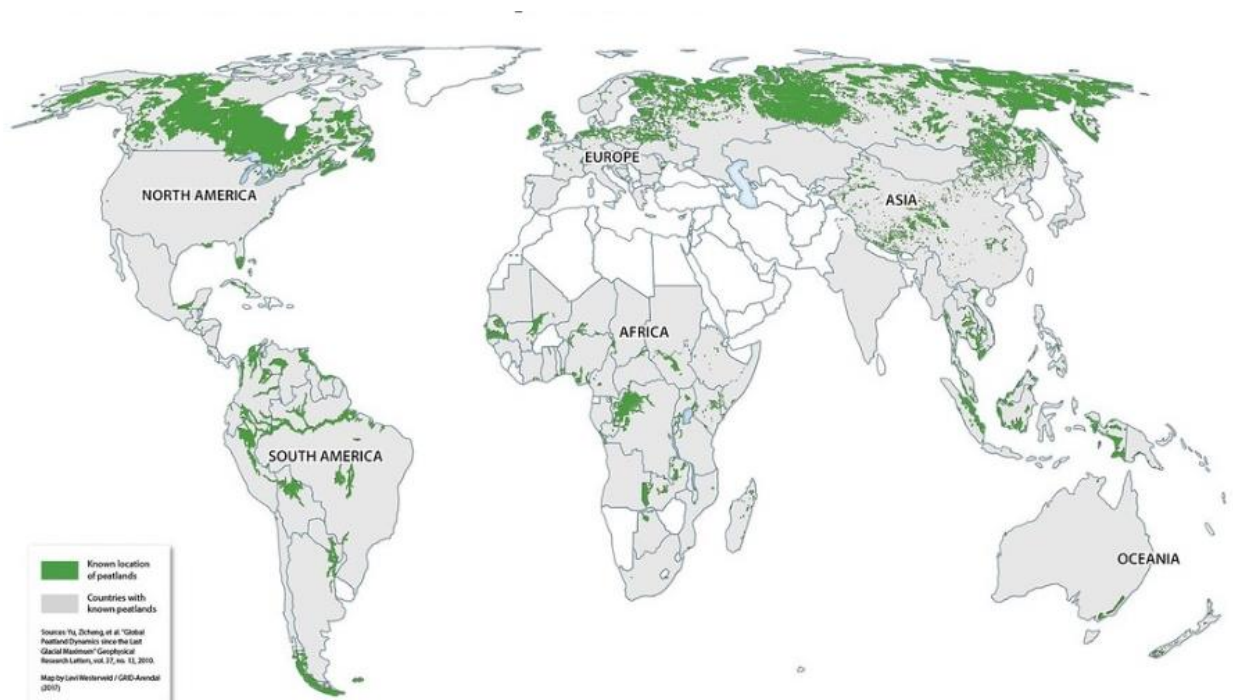 NORTH AMERICA
EUROPE
ASIA
AFRICA
SOUTH AMERICA
OCEANIA
Known location
of peatlands
Countries with
known peatlands
Sources: Yu, Zicheng, et al. "Global
Peatland Dynamics since the Last
Glacial Maximum" Geophysical
Research Letters, vol. 37, no. 13, 2010.
Map by Levi Westerveld / GRID-Arendal
(2017)